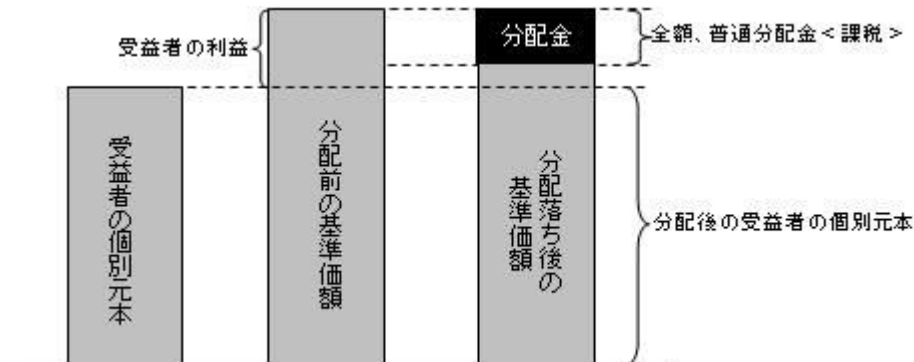 受益者の利益
分配金
全額、普通分配金＜課税＞
受益者の個別元本
分配前の基準価額
分配落ち後の
基準価額
分配後の受益者の個別元本